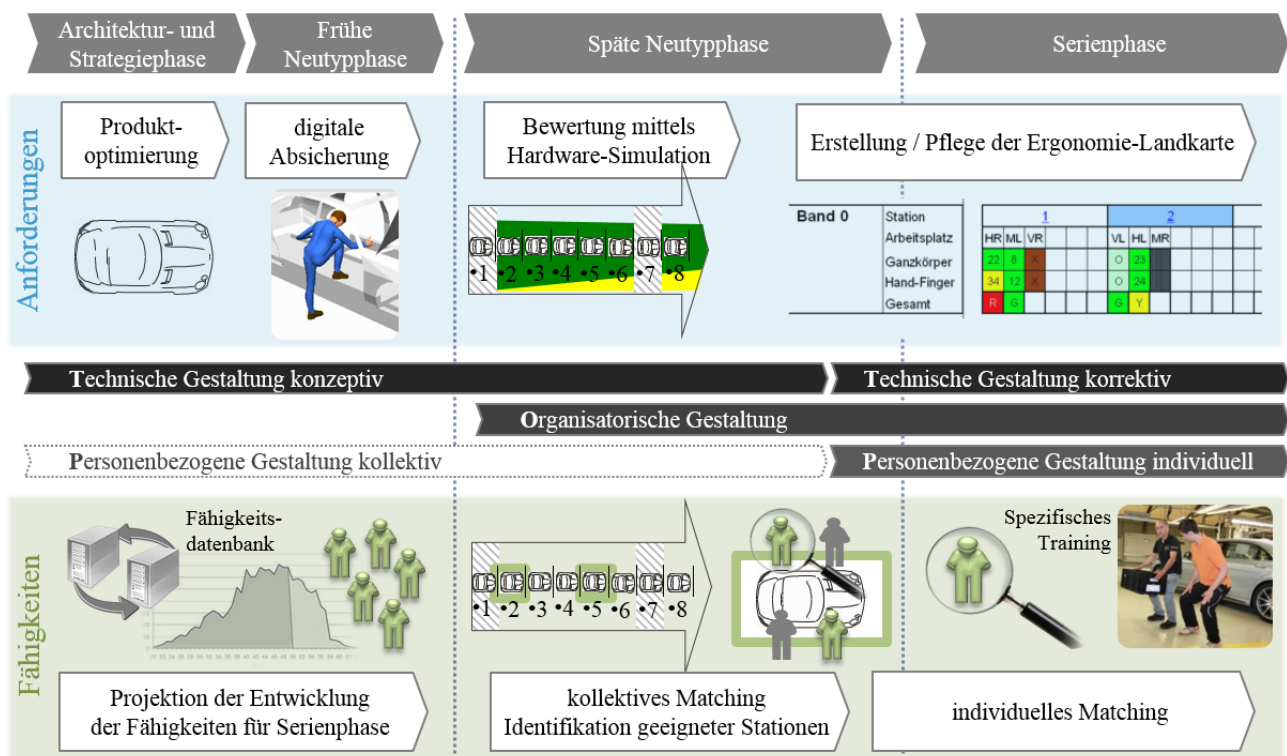 Architektur- und
Strategiephase
Frühe
Neutypphase
Späte Neutypphase
Serienphase
Anforderungen
Produkt-
optimierung
digitale
Absicherung
Bewertung mittels
Hardware-Simulation
Erstellung / Pflege der Ergonomie-Landkarte
•1 •2 •3 •4 •5 •6 •7 •8
Band 0
Station 1 2
Arbeitsplatz HR ML VR VL HL MR
Ganzkörper 22 8 X O 23
Hand-Finger 34 12 X O 24
Gesamt R G G Y
Technische Gestaltung konzeptiv
Technische Gestaltung korrektiv
Organisatorische Gestaltung
Personenbezogene Gestaltung kollektiv
Personenbezogene Gestaltung individuell
Fähigkeiten
Fähigkeits-
datenbank
•1 •2 •3 •4 •5 •6 •7 •8
Spezifisches
Training
Projektion der Entwicklung
der Fähigkeiten für Serienphase
kollektives Matching
Identifikation geeigneter Stationen
individuelles Matching